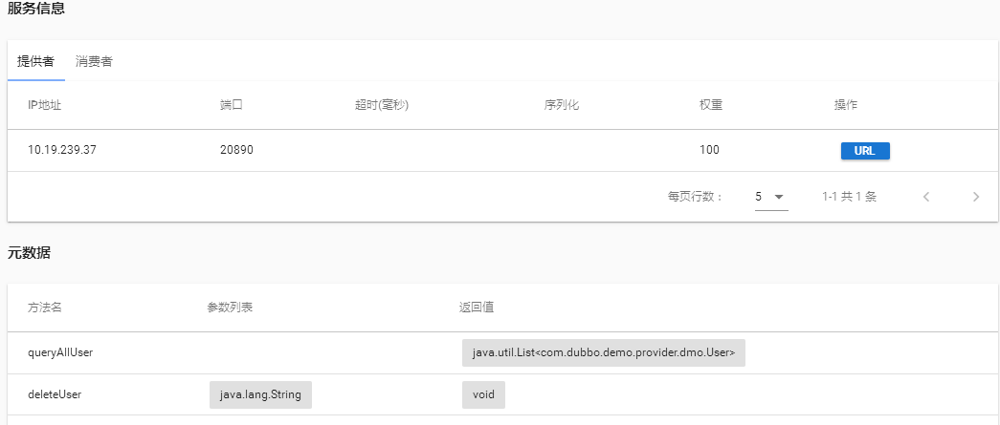 服务信息
提供者 消费者
IP地址 端口 超时(毫秒) 序列化 权重 操作
10.19.239.37 20890 100 URL
每页行数： 5 1-1 共 1 条
元数据
方法名 参数列表 返回值
queryAllUser java.util.List<com.dubbo.demo.provider.dmo.User>
deleteUser java.lang.String void